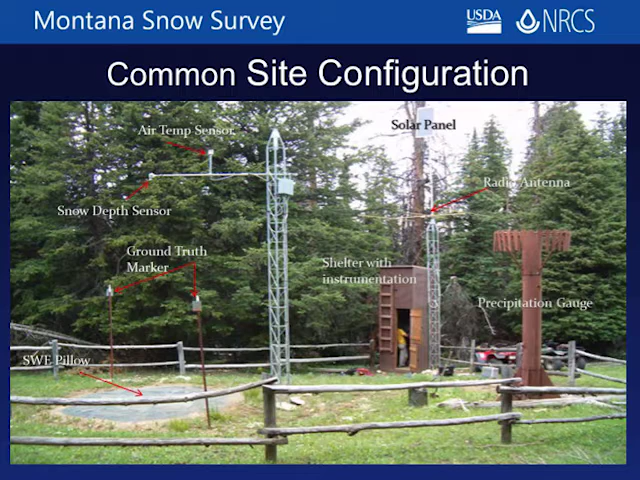 Montana Snow Survey
USDA
NRCS
Common Site Configuration
Air Temp Sensor
Solar Panel
Radio Antenna
Snow Depth Sensor
Ground Truth
Marker
Shelter with
instrumentation
Precipitation Gauge
SWE Pillow